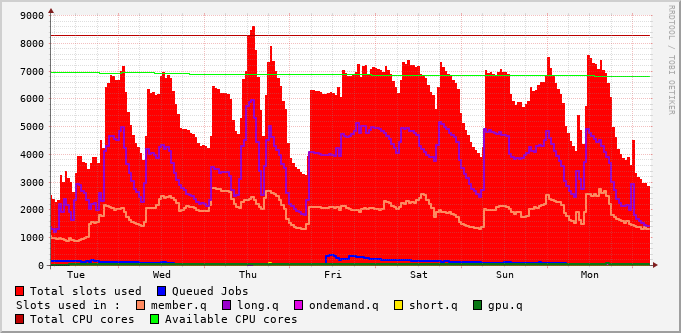 9000
8000
7000
6000
5000
4000
3000
2000
1000
0
Tue Wed Thu Fri Sat Sun Mon
RRDTOOL / TOBI OETIKER
Total slots used Queued Jobs
Slots used in : member.q long.q ondemand.q short.q gpu.q
Total CPU cores Available CPU cores